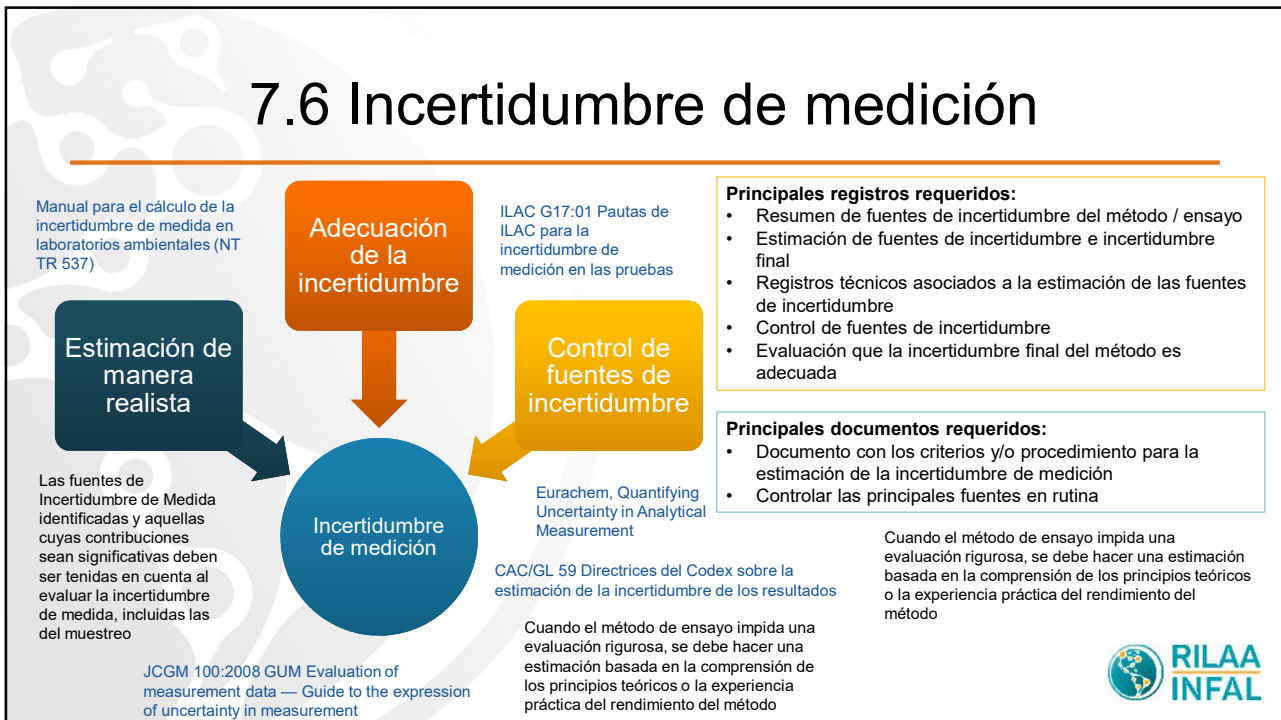 7.6 Incertidumbre de medición
Manual para el cálculo de la
incertidumbre de medida en
laboratorios ambientales (NT
TR 537)
Adecuación
de la
incertidumbre
ILAC G17:01 Pautas de
ILAC para la
incertidumbre de
medición en las pruebas
Estimación de
manera
realista
Control de
fuentes de
incertidumbre
Incertidumbre
de medición
Las fuentes de
Incertidumbre de Medida
identificadas y aquellas
cuyas contribuciones
sean significativas deben
ser tenidas en cuenta al
evaluar la incertidumbre
de medida, incluidas las
del muestreo
Eurachem, Quantifying
Uncertainty in Analytical
Measurement
CAC/GL 59 Directrices del Codex sobre la
estimación de la incertidumbre de los resultados
Cuando el método de ensayo impida una
evaluación rigurisa, se debe hacer una
estimación basada en la comprensión de
los principios teóricos o la experiencia
práctica del rendimiento del método
JCGM 100:2008 GUM Evaluation of
measurement data — Guide to the expression
of uncertainty in measurement
Principales registros requeridos:
• Resumen de fuentes de incertidumbre del método / ensayo
• Estimación de fuentes de incertidumbre e incertidumbre
final
• Registros técnicos asociados a la estimación de las fuentes
de incertidumbre
• Control de fuentes de incertidumbre
• Evaluación que la incertidumbre final del método es
adecuada
Principales documentos requeridos:
• Documento con los criterios y/o procedimiento para la
estimación de la incertidumbre de medición
• Controlar las principales fuentes en rutina
Cuando el método de ensayo impida una
evaluación rigurosa, se debe hacer una estimación
basada en la comprensión de los principios teóricos
o la experiencia práctica del rendimiento del
método
RILAA
INFAL